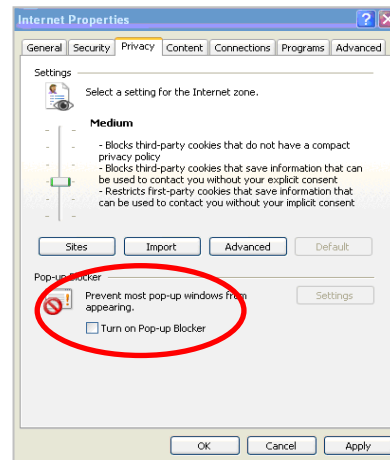 Internet Properties
General Security Privacy Content Connections Programs Advanced
Settings
Select a setting for the Internet zone.
Medium
- Blocks third-party cookies that do not have a compact
privacy policy
- Blocks third-party cookies that save information that can
be used to contact you without your explicit consent
- Restricts first-party cookies that save information that
can be used to contact you without your implicit consent
Sites Import Advanced Default
Pop-up Blocker
Prevent most pop-up windows from Settings
appearing.
Turn on Pop-up Blocker
OK Cancel Apply